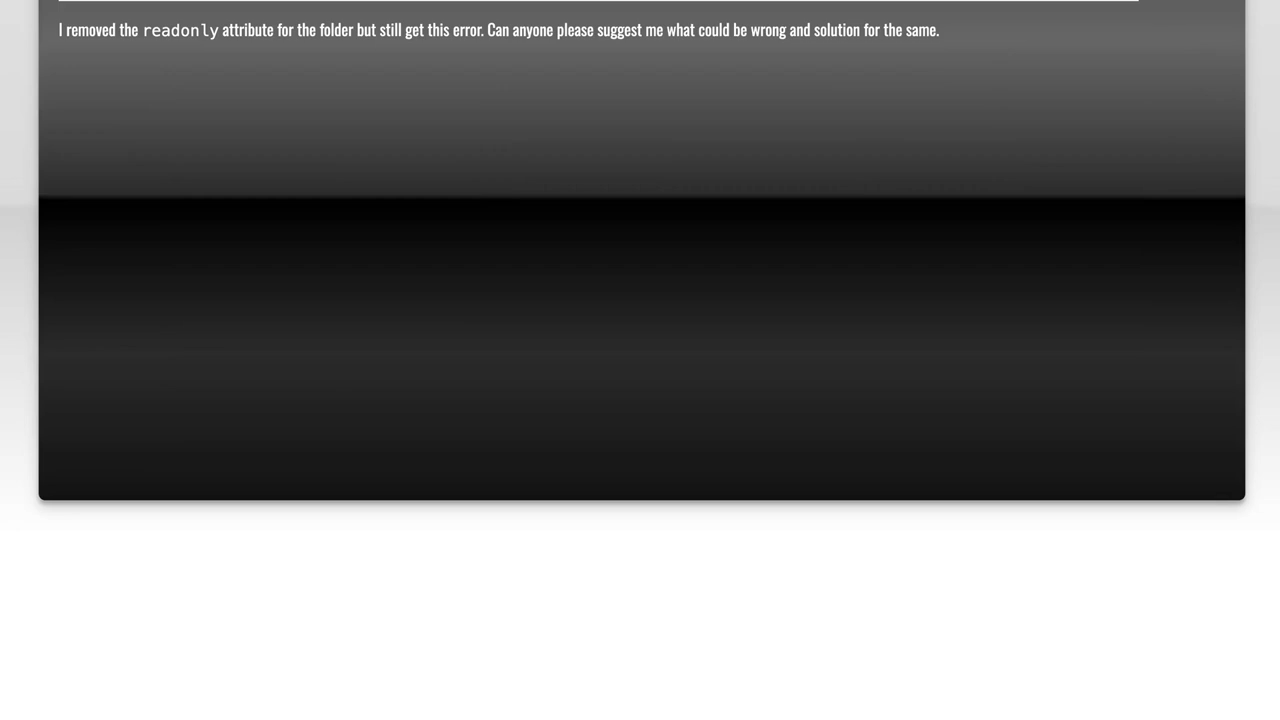 I removed the readonly attribute for the folder but still get this error. Can anyone please suggest me what could be wrong and solution for the same.